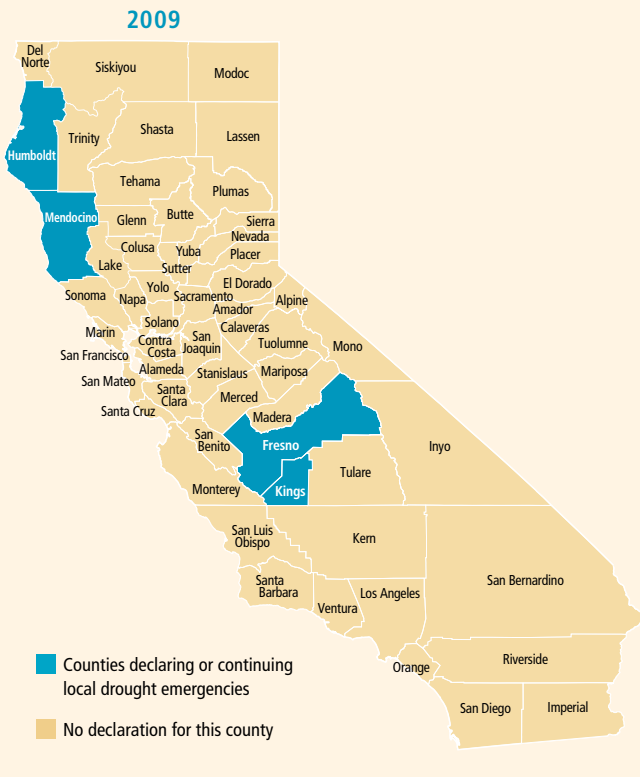 2009
Del
Norte
Siskiyou
Modoc
Humboldt
Trinity
Shasta
Lassen
Tehama
Plumas
Mendocino
Glenn
Butte
Sierra
Nevada
Colusa
Yuba
Placer
Lake
Sutter
Sonoma
Napa
Yolo
Sacramento
El Dorado
Alpine
Amador
Solano
Calaveras
Marin
Contra
Costa
San
Joaquin
Tuolumne
Mono
San Francisco
Alameda
Stanislaus
Mariposa
San Mateo
Santa
Clara
Merced
Santa Cruz
Madera
San
Benito
Fresno
Inyo
Monterey
Kings
Tulare
San Luis
Obispo
Kern
Santa
Barbara
Ventura
Los Angeles
San Bernardino
Orange
Riverside
San Diego
Imperial
Counties declaring or continuing
local drought emergencies
No declaration for this county